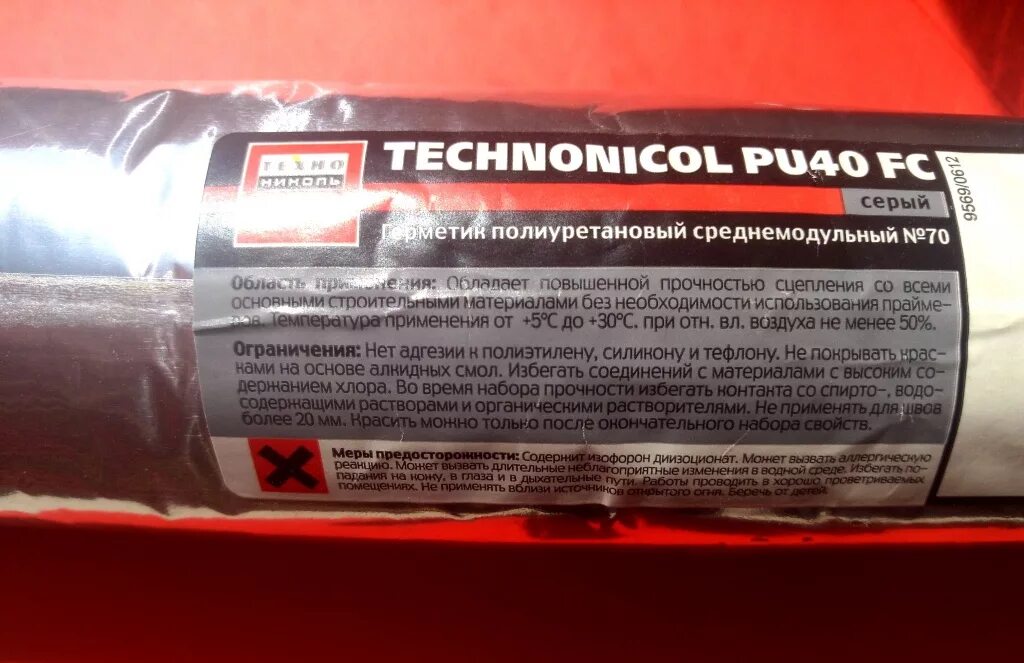 ТЕХНО
НИКОЛЬ
TECHNONICOL PU40 FC
серый
Герметик полиуретановый среднемодульный №70
9569/0612
Область применения: Обладает повышенной прочностью сцепления со всеми
основными строительными материалами без необходимости использования прайме-
ров. Температура применения от +5°C до +30°C. при отн. вл. воздуха не менее 50%.
Ограничения: Нет адгезии к полиэтилену, силикону и тефлону. Не покрывать крас-
ками на основе алкидных смол. Избегать соединений с материалами с высоким со-
держанием хлора. Во время набора прочности избегать контакта со спирто-, водо-
содержащими растворами и органическими растворителями. Не применять для швов
более 20 мм. Красить можно только после окончательного набора свойств.
Меры предосторожности: Содержит изофорон диизоционат. Может вызвать аллергическую
реакцию. Может вызвать длительные неблагоприятные изменения в водной среде. Избегать по-
падания на кожу, в глаза и в дыхательные пути. Работы проводить в хорошо проветриваемых
помещениях. Не применять вблизи источников открытого огня. Беречь от детей.